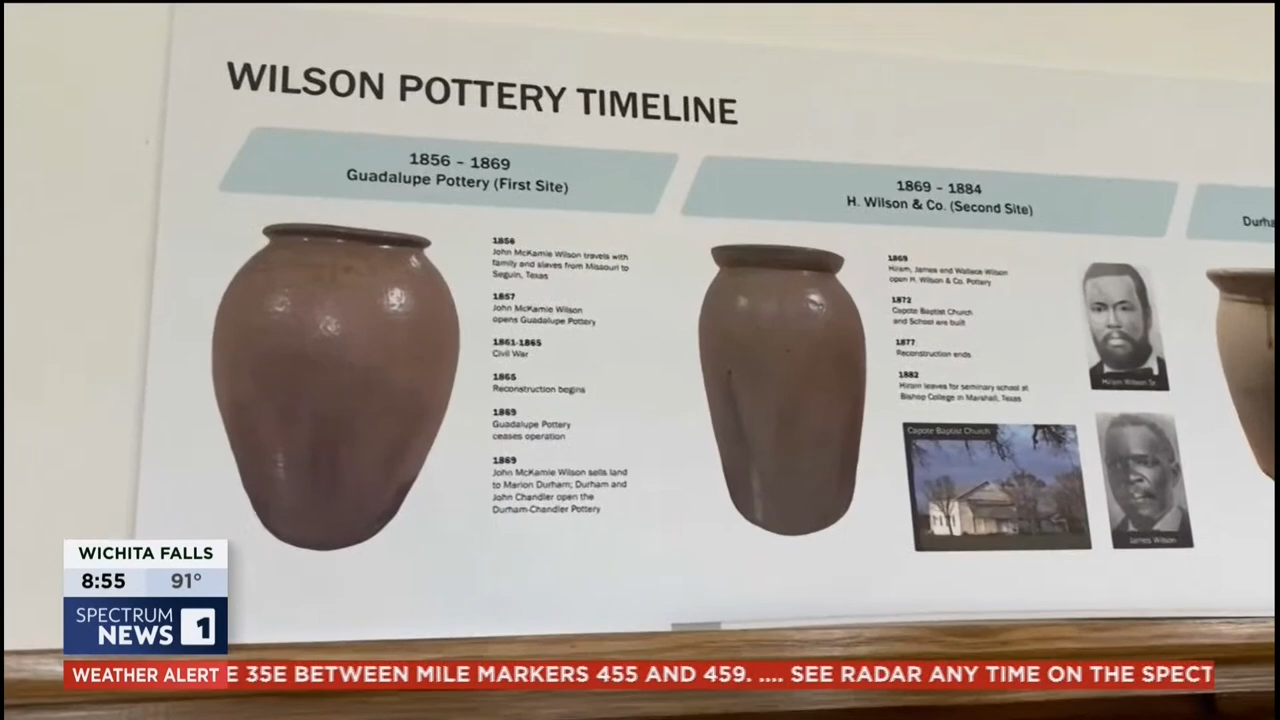 WILSON POTTERY TIMELINE
1856 – 1869
Guadalupe Pottery (First Site)
1856
John McKamie Wilson travels with
family and slaves from Missouri to
Seguin, Texas
1857
John McKamie Wilson
opens Guadalupe Pottery
1861-1865
Civil War
1865
Reconstruction begins
1869
Guadalupe Pottery
ceases operation
1869
John McKamie Wilson sells land
to Marion Durham; Durham and
John Chandler open the
Durham-Chandler Pottery
1869 – 1884
H. Wilson & Co. (Second Site)
1869
Hiram, James and Wallace Wilson
open H. Wilson & Co. Pottery
1872
Capote Baptist Church
and School are built
1877
Reconstruction ends
1882
Hiram leaves for seminary school at
Bishop College in Marshall, Texas
Hiram Wilson Sr.
Capote Baptist Church
James Wilson
Durha
WICHITA FALLS
8:55 91°
SPECTRUM
NEWS 1
WEATHER ALERT E 35E BETWEEN MILE MARKERS 455 AND 459. .... SEE RADAR ANY TIME ON THE SPECT